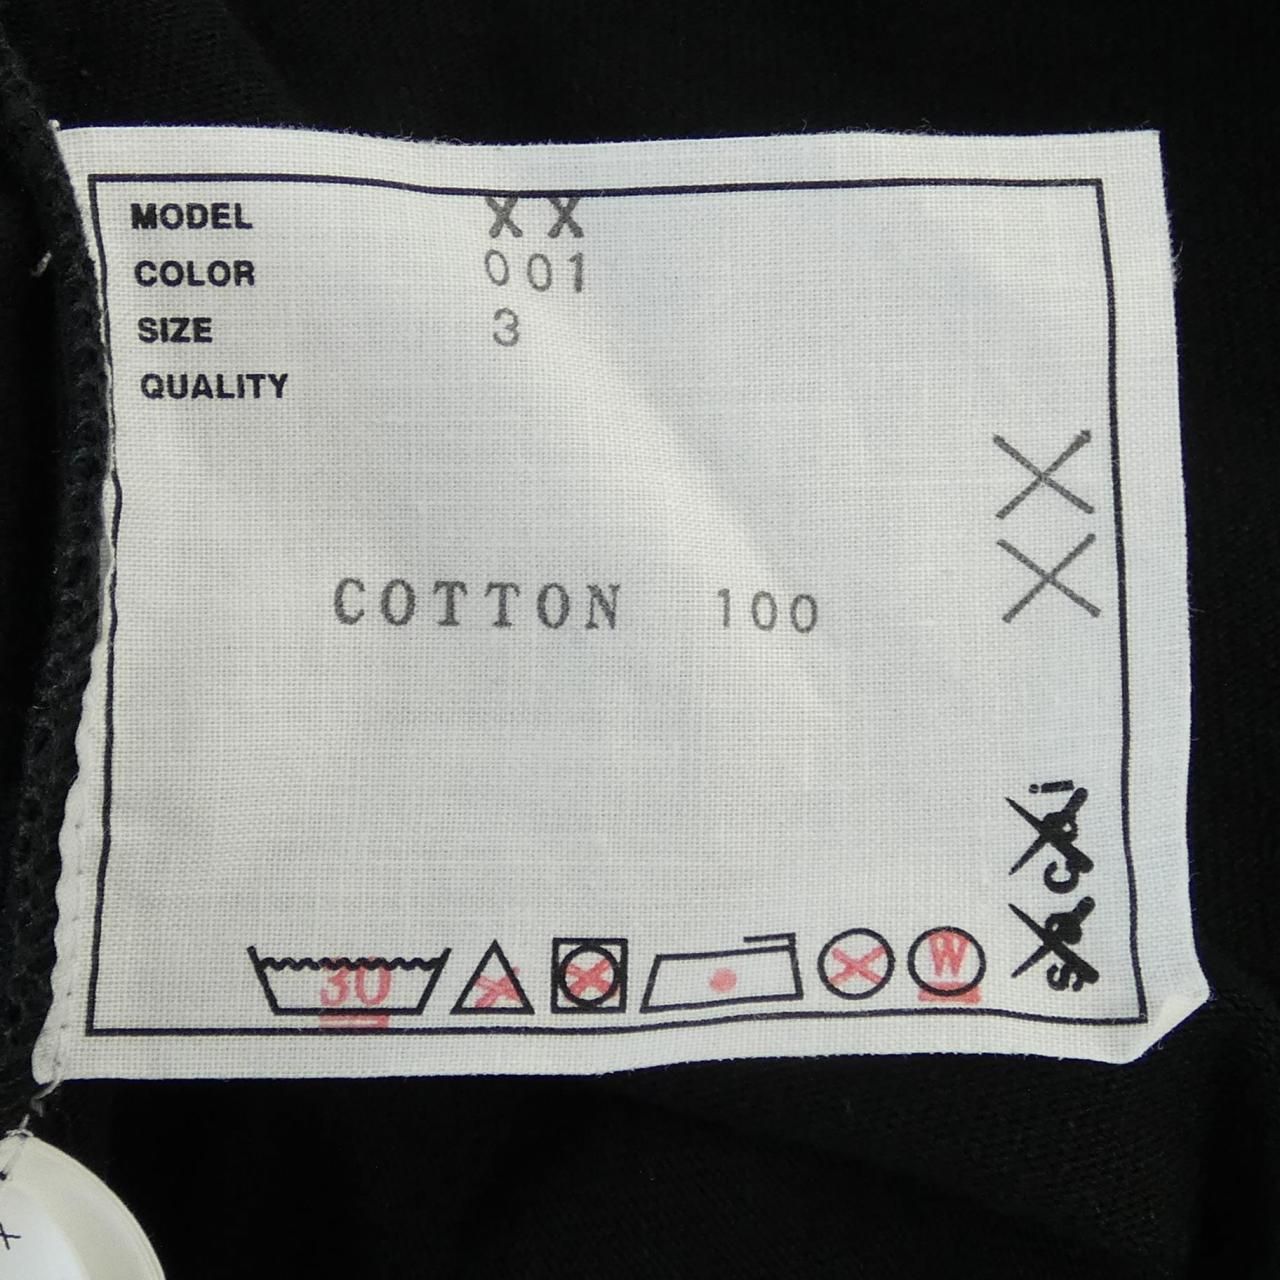 MODEL X X
COLOR 001
SIZE 3
QUALITY
COTTON 100
XX
sacai
30
W